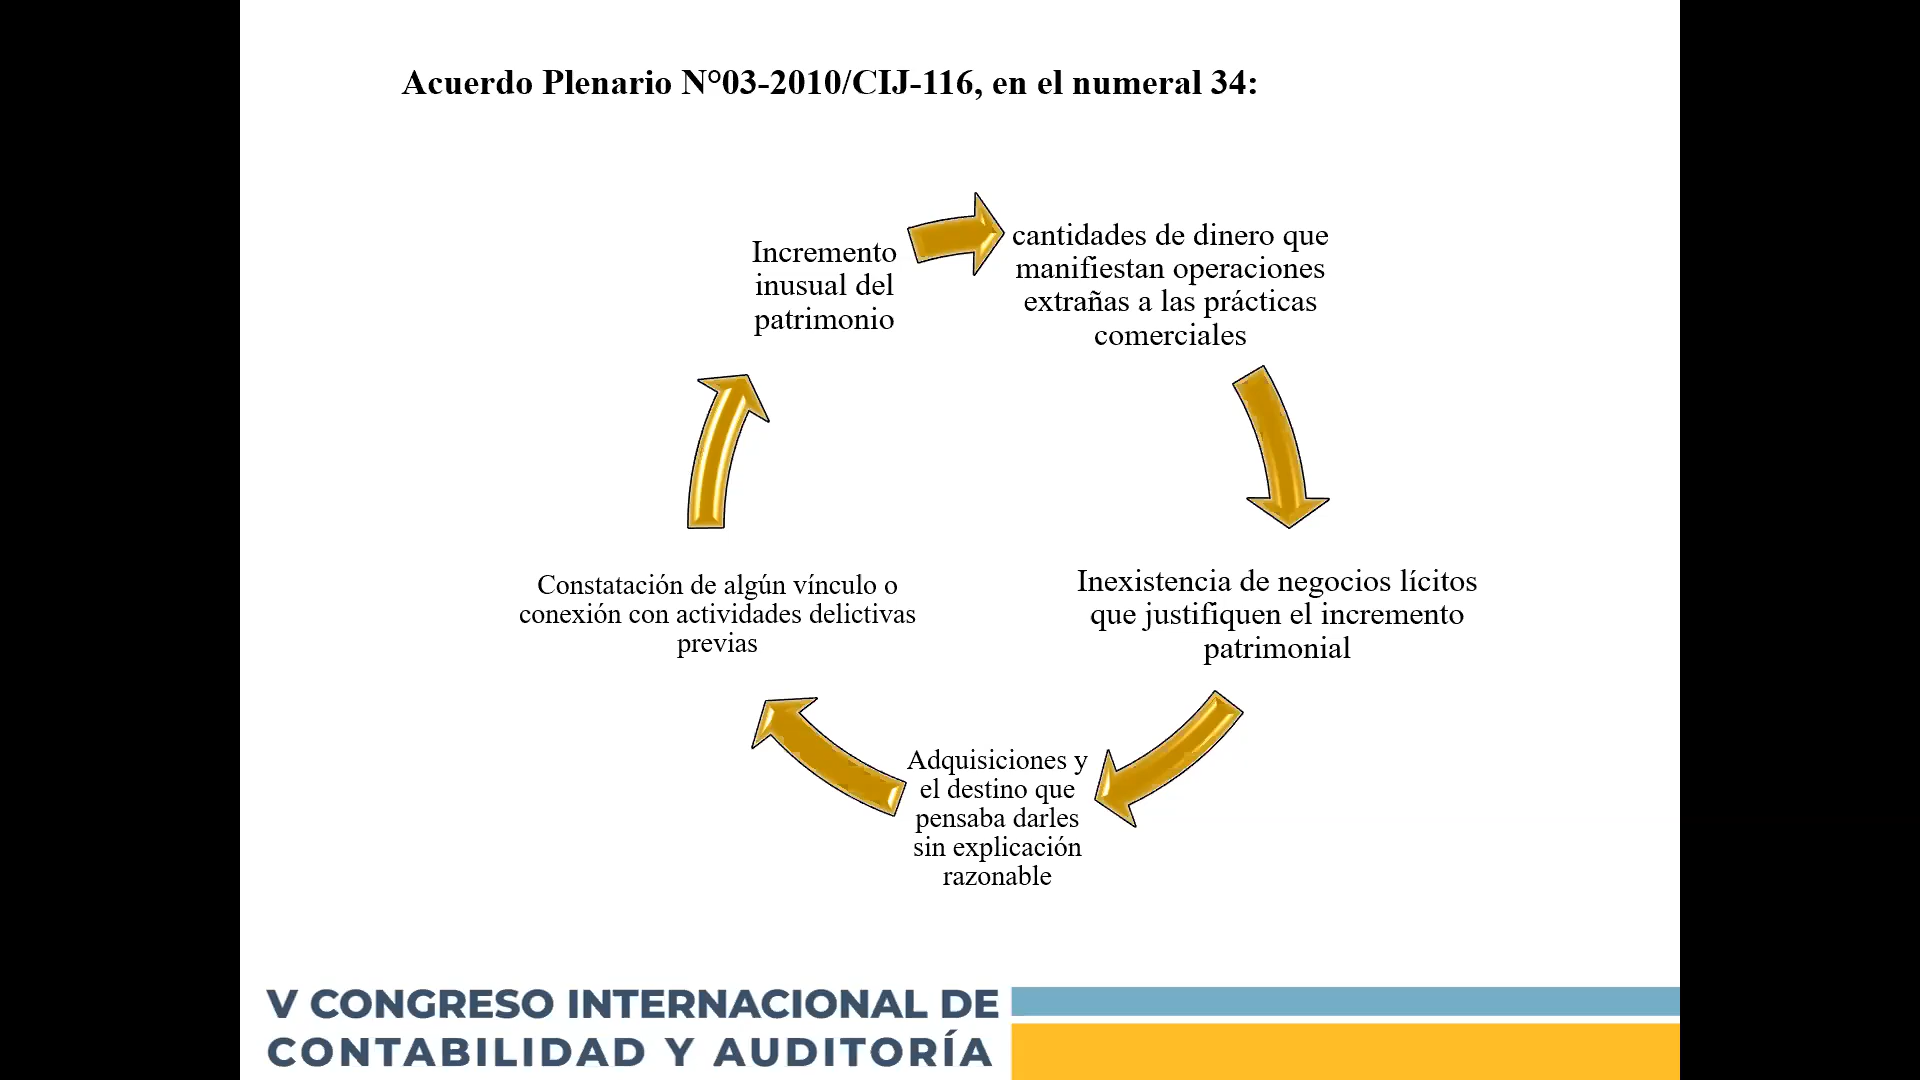 Acuerdo Plenario N°03-2010/CIJ-116, en el numeral 34:
Incremento
inusual del
patrimonio
cantidades de dinero que
manifiestan operaciones
extrañas a las prácticas
comerciales
Inexistencia de negocios lícitos
que justifiquen el incremento
patrimonial
Adquisiciones y
el destino que
pensaba darles
sin explicación
razonable
Constatación de algún vínculo o
conexión con actividades delictivas
previas
V CONGRESO INTERNACIONAL DE
CONTABILIDAD Y AUDITORÍA